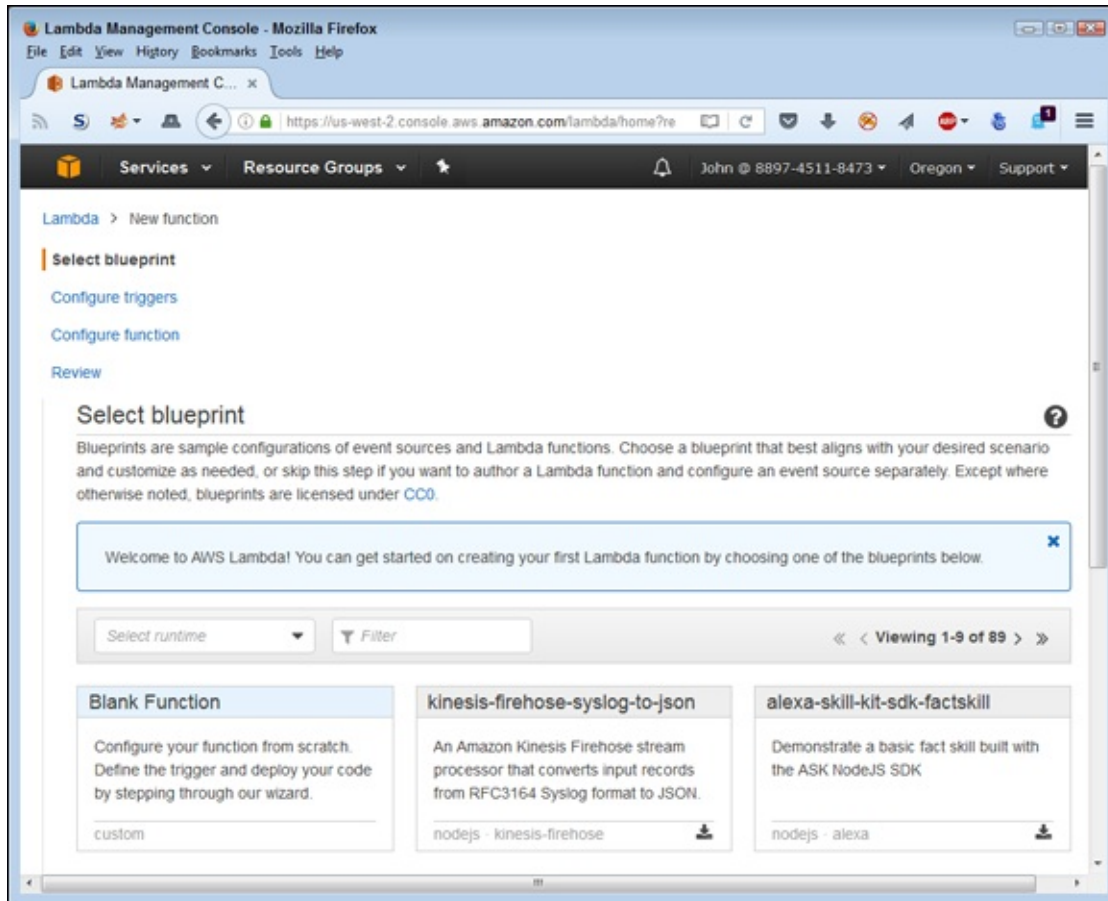 Lambda Management Console - Mozilla Firefox
File Edit View History Bookmarks Tools Help
Lambda Management C... ×
S
https://us-west-2.console.aws.amazon.com/lambda/home?re
ABP
1
Services
Resource Groups
John @ 8897-4511-8473
Oregon
Support
Lambda > New function
Select blueprint
Configure triggers
Configure function
Review
Select blueprint
?
Blueprints are sample configurations of event sources and Lambda functions. Choose a blueprint that best aligns with your desired scenario
and customize as needed, or skip this step if you want to author a Lambda function and configure an event source separately. Except where
otherwise noted, blueprints are licensed under CC0.
Welcome to AWS Lambda! You can get started on creating your first Lambda function by choosing one of the blueprints below.
Select runtime
Filter
« < Viewing 1-9 of 89 > »
Blank Function
Configure your function from scratch.
Define the trigger and deploy your code
by stepping through our wizard.
custom
kinesis-firehose-syslog-to-json
An Amazon Kinesis Firehose stream
processor that converts input records
from RFC3164 Syslog format to JSON.
nodejs · kinesis-firehose
alexa-skill-kit-sdk-factskill
Demonstrate a basic fact skill built with
the ASK NodeJS SDK
nodejs · alexa